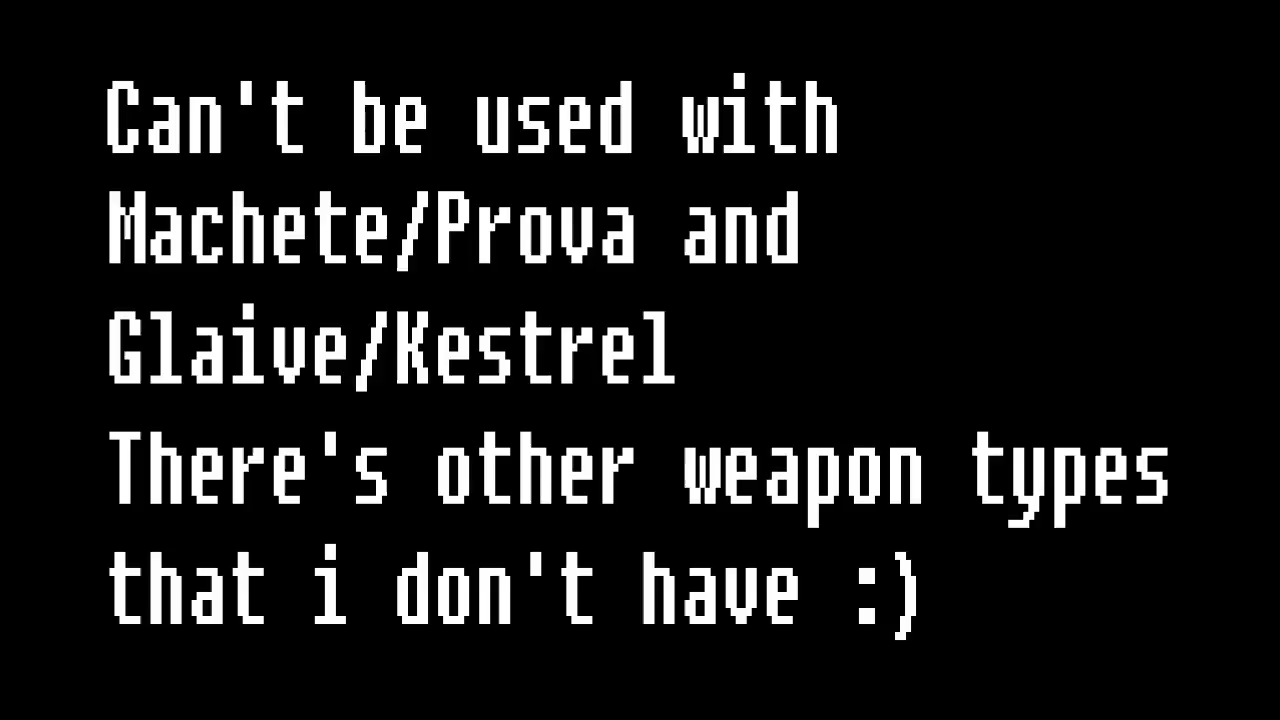 Can't be used with
Machete/Prova and
Glaive/Kestrel
There's other weapon types
that i don't have :)